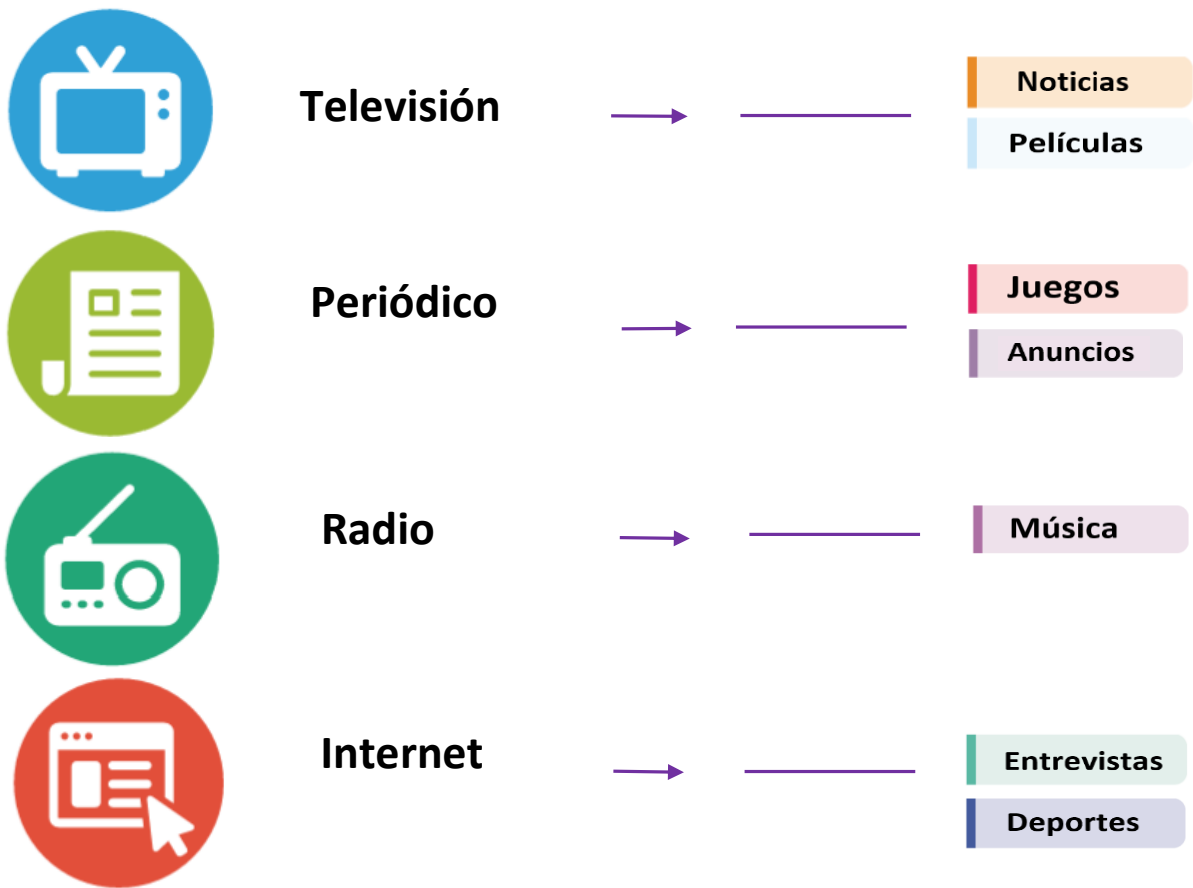 Televisión
Noticias
Películas
Periódico
Juegos
Anuncios
Radio
Música
Internet
Entrevistas
Deportes